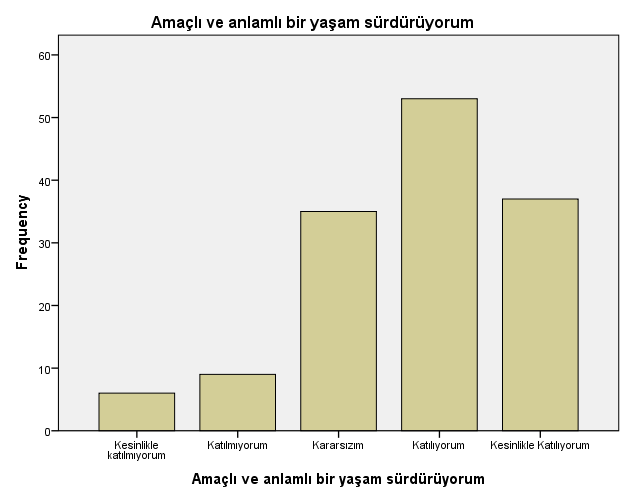 Amaçlı ve anlamlı bir yaşam sürdürüyorum
60
50
40
30
20
10
0
Frequency
Kesinlikle
katılmıyorum
Katılmıyorum
Kararsızım
Katılıyorum
Kesinlikle Katılıyorum
Amaçlı ve anlamlı bir yaşam sürdürüyorum